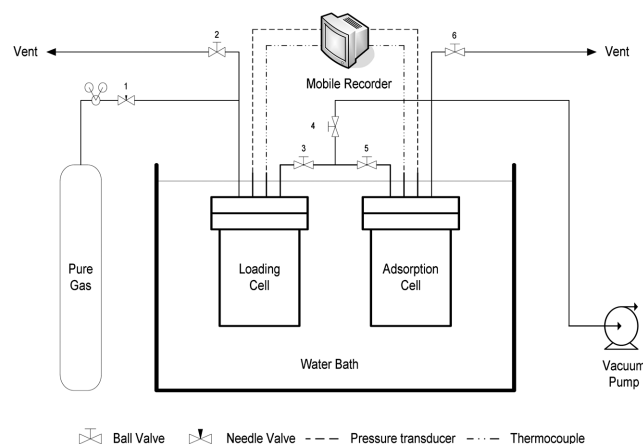 Vent
2
6
Vent
Mobile Recorder
1
4
3
5
Pure
Gas
Loading
Cell
Adsorption
Cell
Water Bath
Vacuum
Pump
Ball Valve
Needle Valve
Pressure transducer
Thermocouple